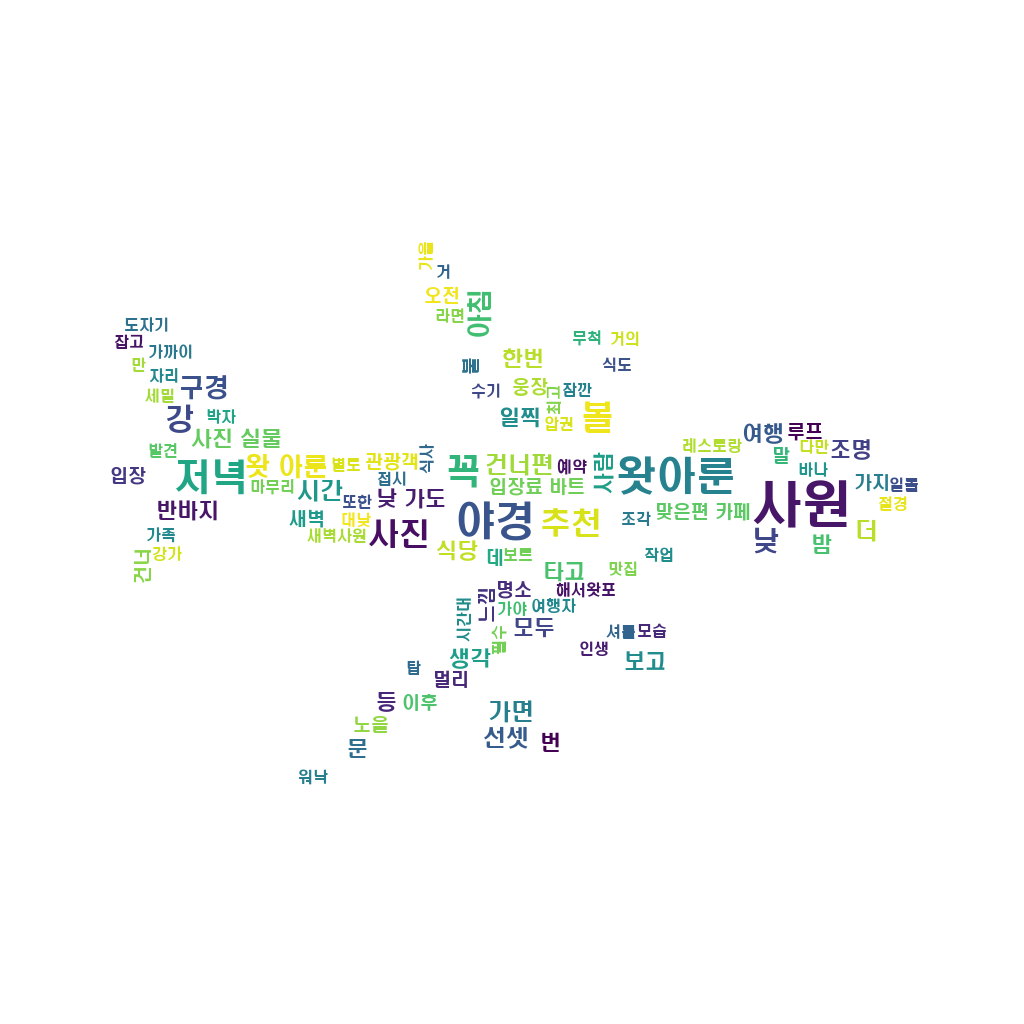 가을
거
오전
아침
라면
도자기
잡고
가까이
만
자리
세밀
구경
강
박자
무척
거의
한번
식도
물
수기
웅장
최고
잠깐
일찍
압권
볼
발견
사진 실물
여행
루프
레스토랑
다만
조명
말
바나
입장
저녁
왓 아룬
별로
관광객
식사
꼭
건너편
예약
사람
왓아룬
사원
가지
일몰
마무리
시간
접시
입장료 바트
절경
반바지
또한
낮 가도
새벽
대낮
사진
야경
추천
조각
맞은편 카페
더
가족
새벽사원
식당
데
보트
낮
밤
건너
강가
타고
작업
맛집
느낌
명소
해서왓포
시간대
가야
여행자
필수
모두
셔틀
모습
생각
인생
보고
탑
멀리
등
이후
가면
노을
선셋
번
문
워낙